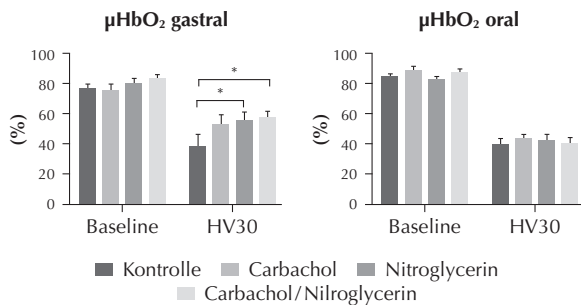 µHbO₂ gastral
100
80
60
40
20
0
(%)
*
*
Baseline HV30
µHbO₂ oral
100
80
60
40
20
0
(%)
Baseline HV30
Kontrolle Carbachol Nitroglycerin
Carbachol/Nilroglycerin